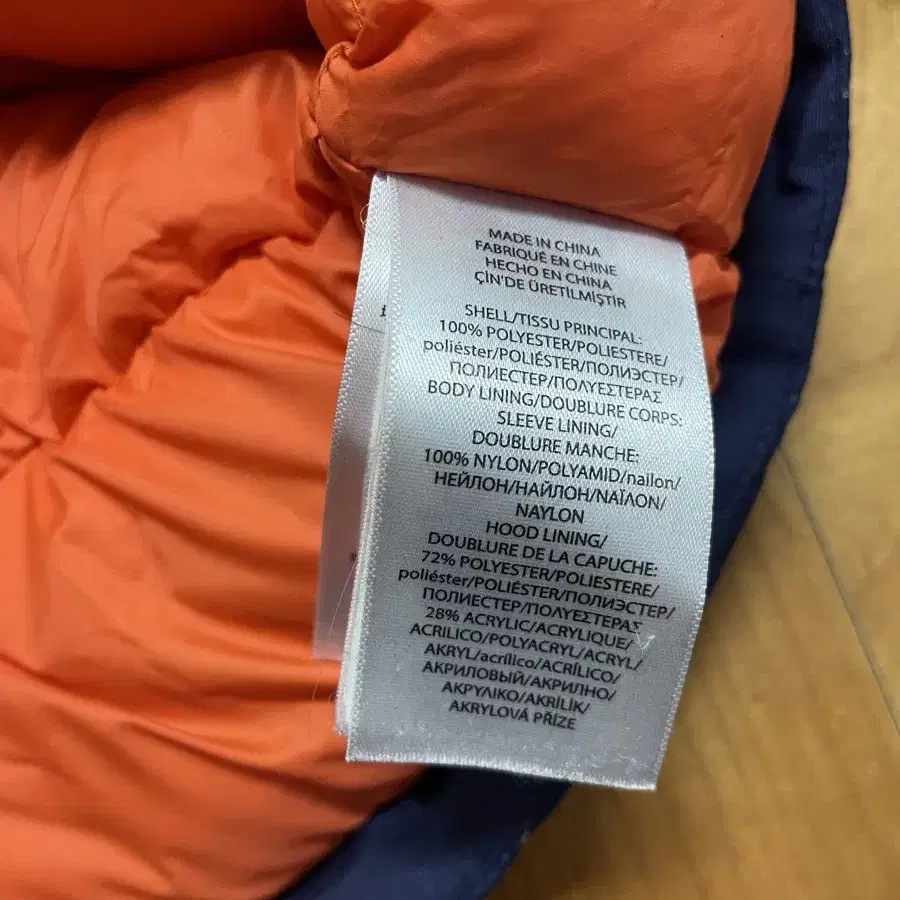 MADE IN CHINA
FABRIQUÉ EN CHINE
HECHO EN CHINA
ÇİN'DE ÜRETİLMİŞTİR
SHELL/TISSU PRINCIPAL:
100% POLYESTER/POLIESTERE/
poliéster/POLIÉSTER/ПОЛИЭСТЕР/
ПОЛИЕСТЕР/ΠΟΛΥΕΣΤΕΡΑΣ
BODY LINING/DOUBLURE CORPS:
SLEEVE LINING/
DOUBLURE MANCHE:
100% NYLON/POLYAMID/nailon/
НЕЙЛОН/НАЙЛОН/ΝΑΪΛΟΝ/
NAYLON
HOOD LINING/
DOUBLURE DE LA CAPUCHE:
72% POLYESTER/POLIESTERE/
poliéster/POLIÉSTER/ПОЛИЭСТЕР/
ПОЛИЕСТЕР/ΠΟΛΥΕΣΤΕΡΑΣ
28% ACRYLIC/ACRYLIQUE/
ACRILICO/POLYACRYL/ACRYL/
AKRYL/acrílico/ACRÍLICO/
АКРИЛОВЫЙ/АКРИЛНО/
ΑΚΡΥΛΙΚΟ/AKRİLİK/
AKRYLOVÁ PŘÍZE